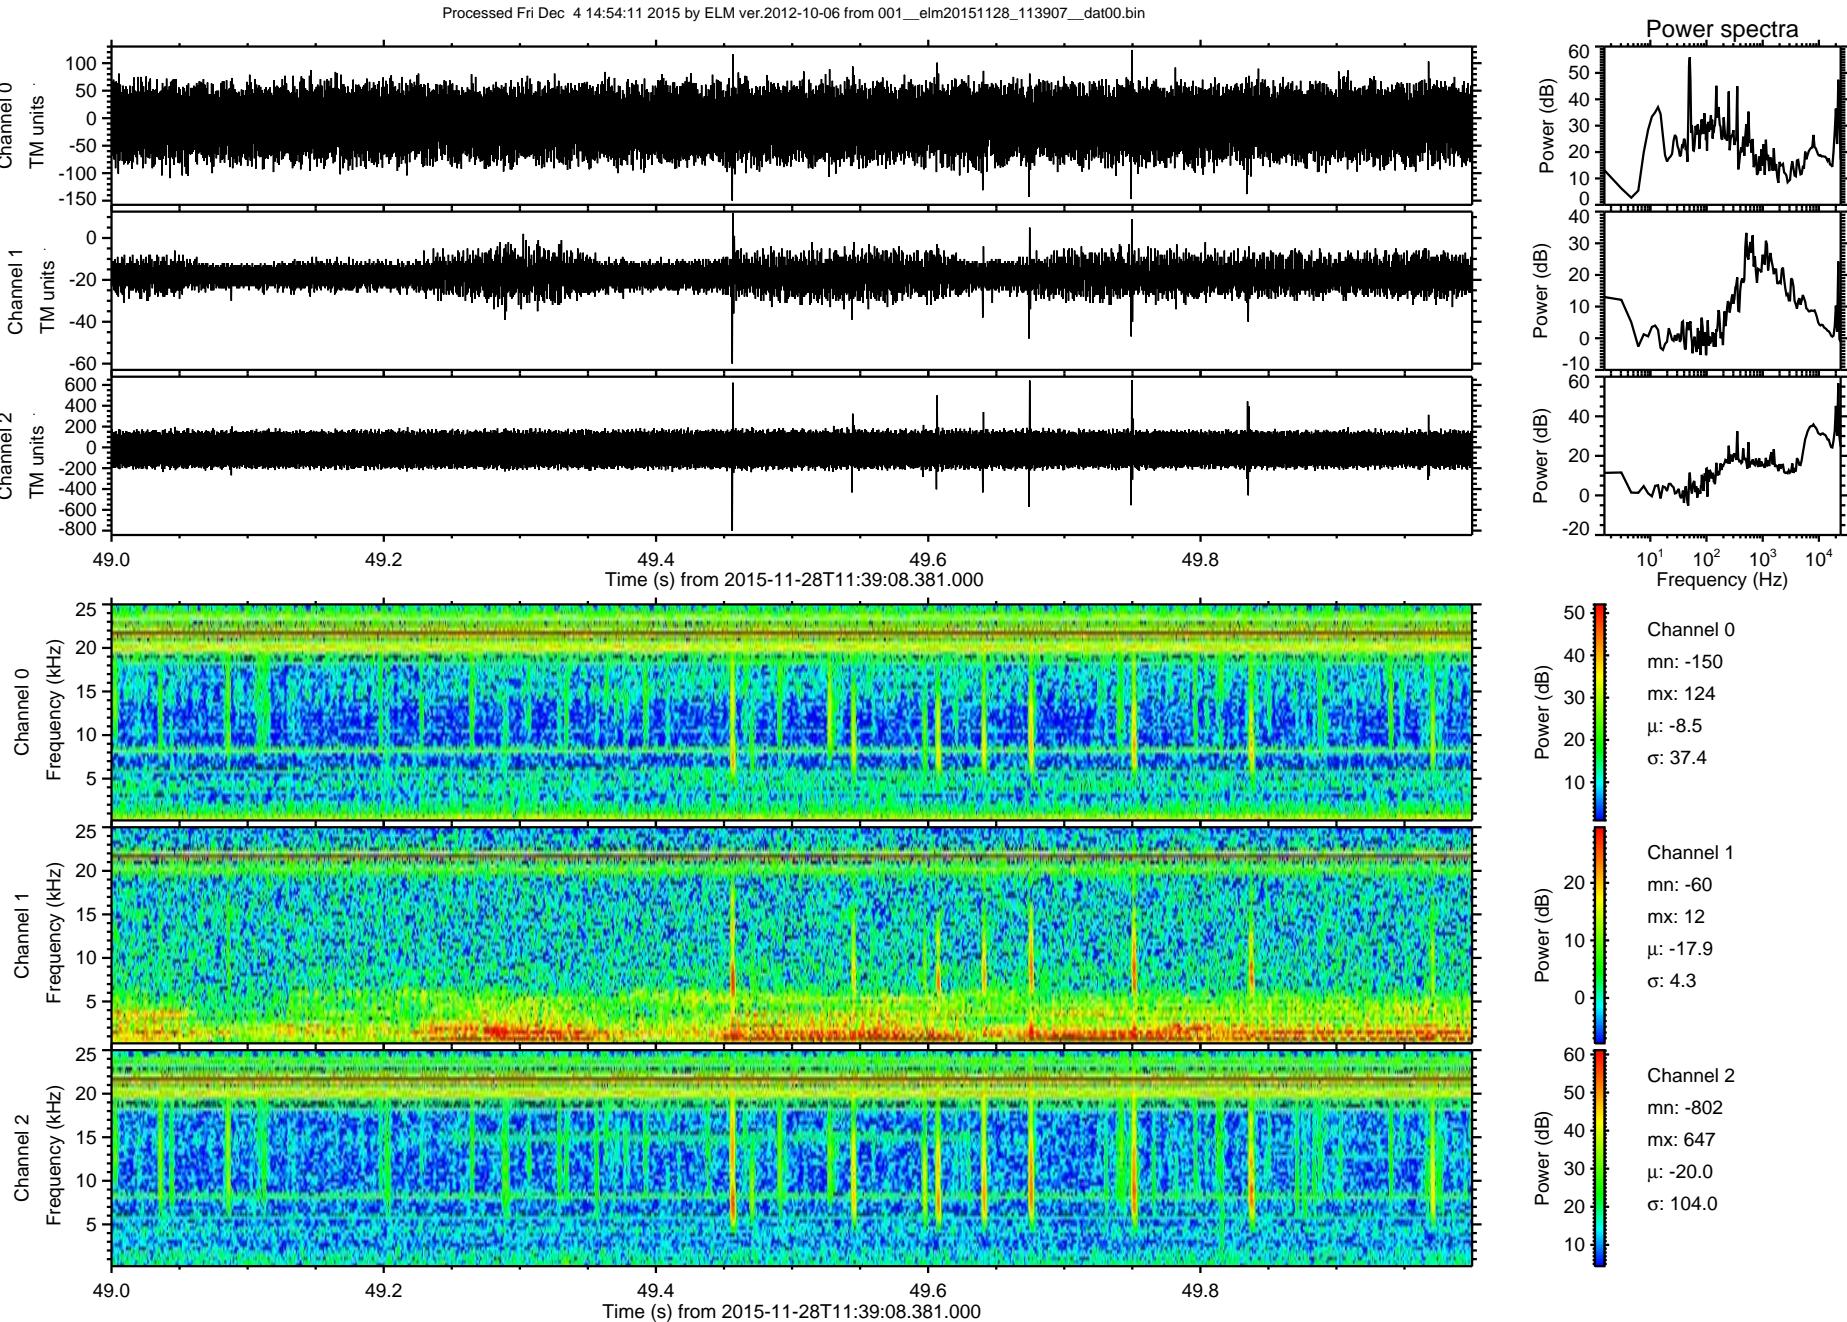 Processed Fri Dec 4 14:54:11 2015 by ELM ver.2012-10-06 from 001__elm20151128_113907__dat00.bin
Power spectra
Channel 0
TM units
100
50
0
-50
-100
-150
Power (dB)
60
50
40
30
20
10
0
Channel 1
TM units
0
-20
-40
-60
Power (dB)
40
30
20
10
0
-10
Channel 2
TM units
600
400
200
0
-200
-400
-600
-800
Power (dB)
60
40
20
0
-20
49.0 49.2 49.4 49.6 49.8
Time (s) from 2015-11-28T11:39:08.381.000
10¹ 10² 10³ 10⁴
Frequency (Hz)
Channel 0
Frequency (kHz)
25
20
15
10
5
Power (dB)
50
40
30
20
10
Channel 0
mn: -150
mx: 124
μ: -8.5
σ: 37.4
Channel 1
Frequency (kHz)
25
20
15
10
5
Power (dB)
20
10
0
Channel 1
mn: -60
mx: 12
μ: -17.9
σ: 4.3
Channel 2
Frequency (kHz)
25
20
15
10
5
Power (dB)
60
50
40
30
20
10
Channel 2
mn: -802
mx: 647
μ: -20.0
σ: 104.0
49.0 49.2 49.4 49.6 49.8
Time (s) from 2015-11-28T11:39:08.381.000